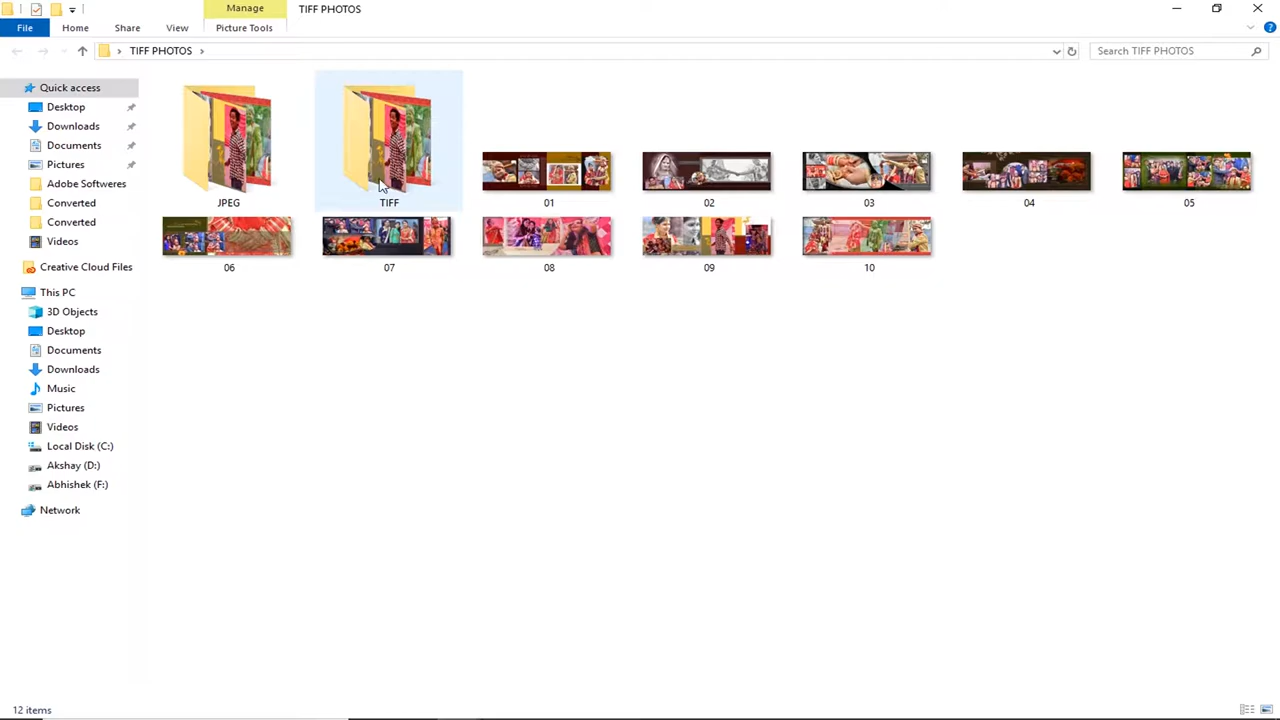 Manage
TIFF PHOTOS
File
Home
Share
View
Picture Tools
TIFF PHOTOS
Search TIFF PHOTOS
Quick access
Desktop
Downloads
Documents
Pictures
Adobe Softweres
Converted
Converted
Videos
Creative Cloud Files
This PC
3D Objects
Desktop
Documents
Downloads
Music
Pictures
Videos
Local Disk (C:)
Akshay (D:)
Abhishek (F:)
Network
JPEG
TIFF
01
02
03
04
05
06
07
08
09
10
12 items